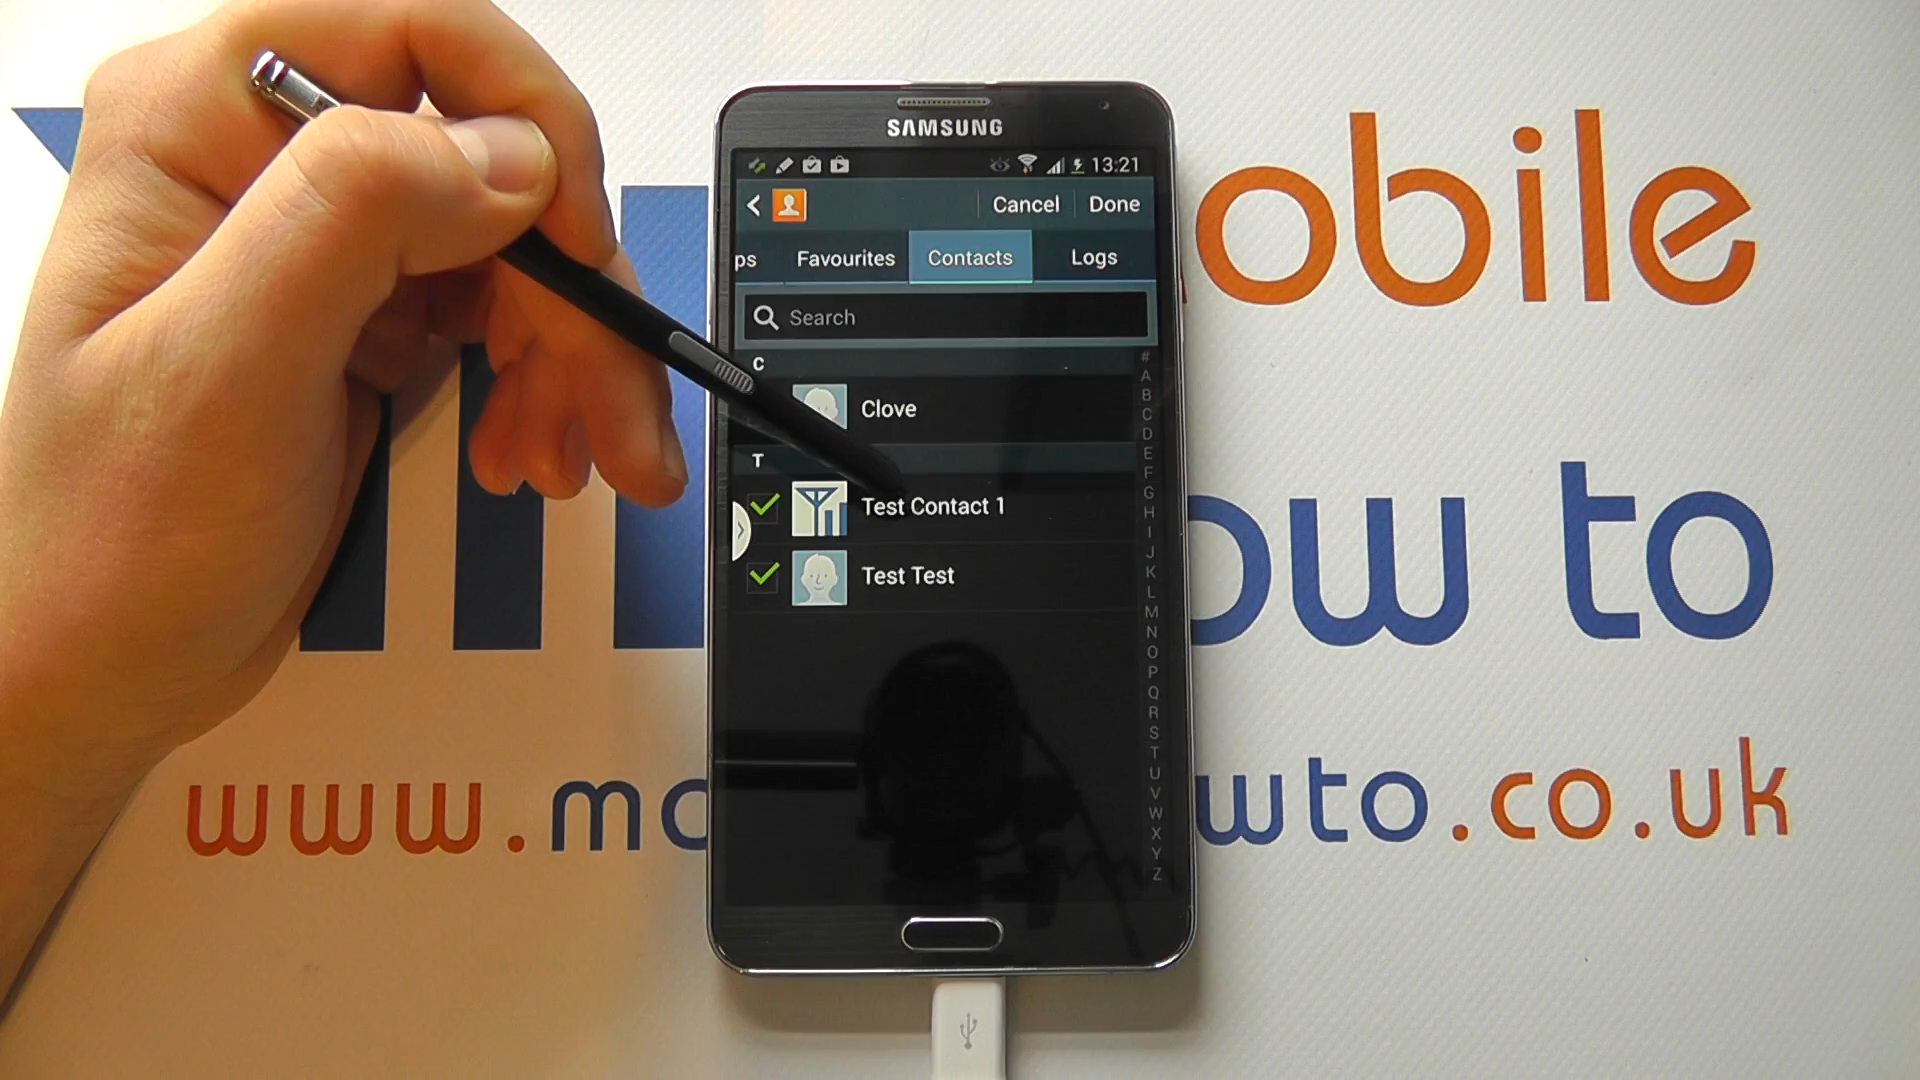 SAMSUNG
13:21
Cancel Done
ps Favourites Contacts Logs
Search
C
Clove
T
Test Contact 1
Test Test
#
A
B
C
D
E
F
G
H
I
J
K
L
M
N
O
P
Q
R
S
T
U
V
W
X
Y
Z
obile
ow to
www.mo wto.co.uk